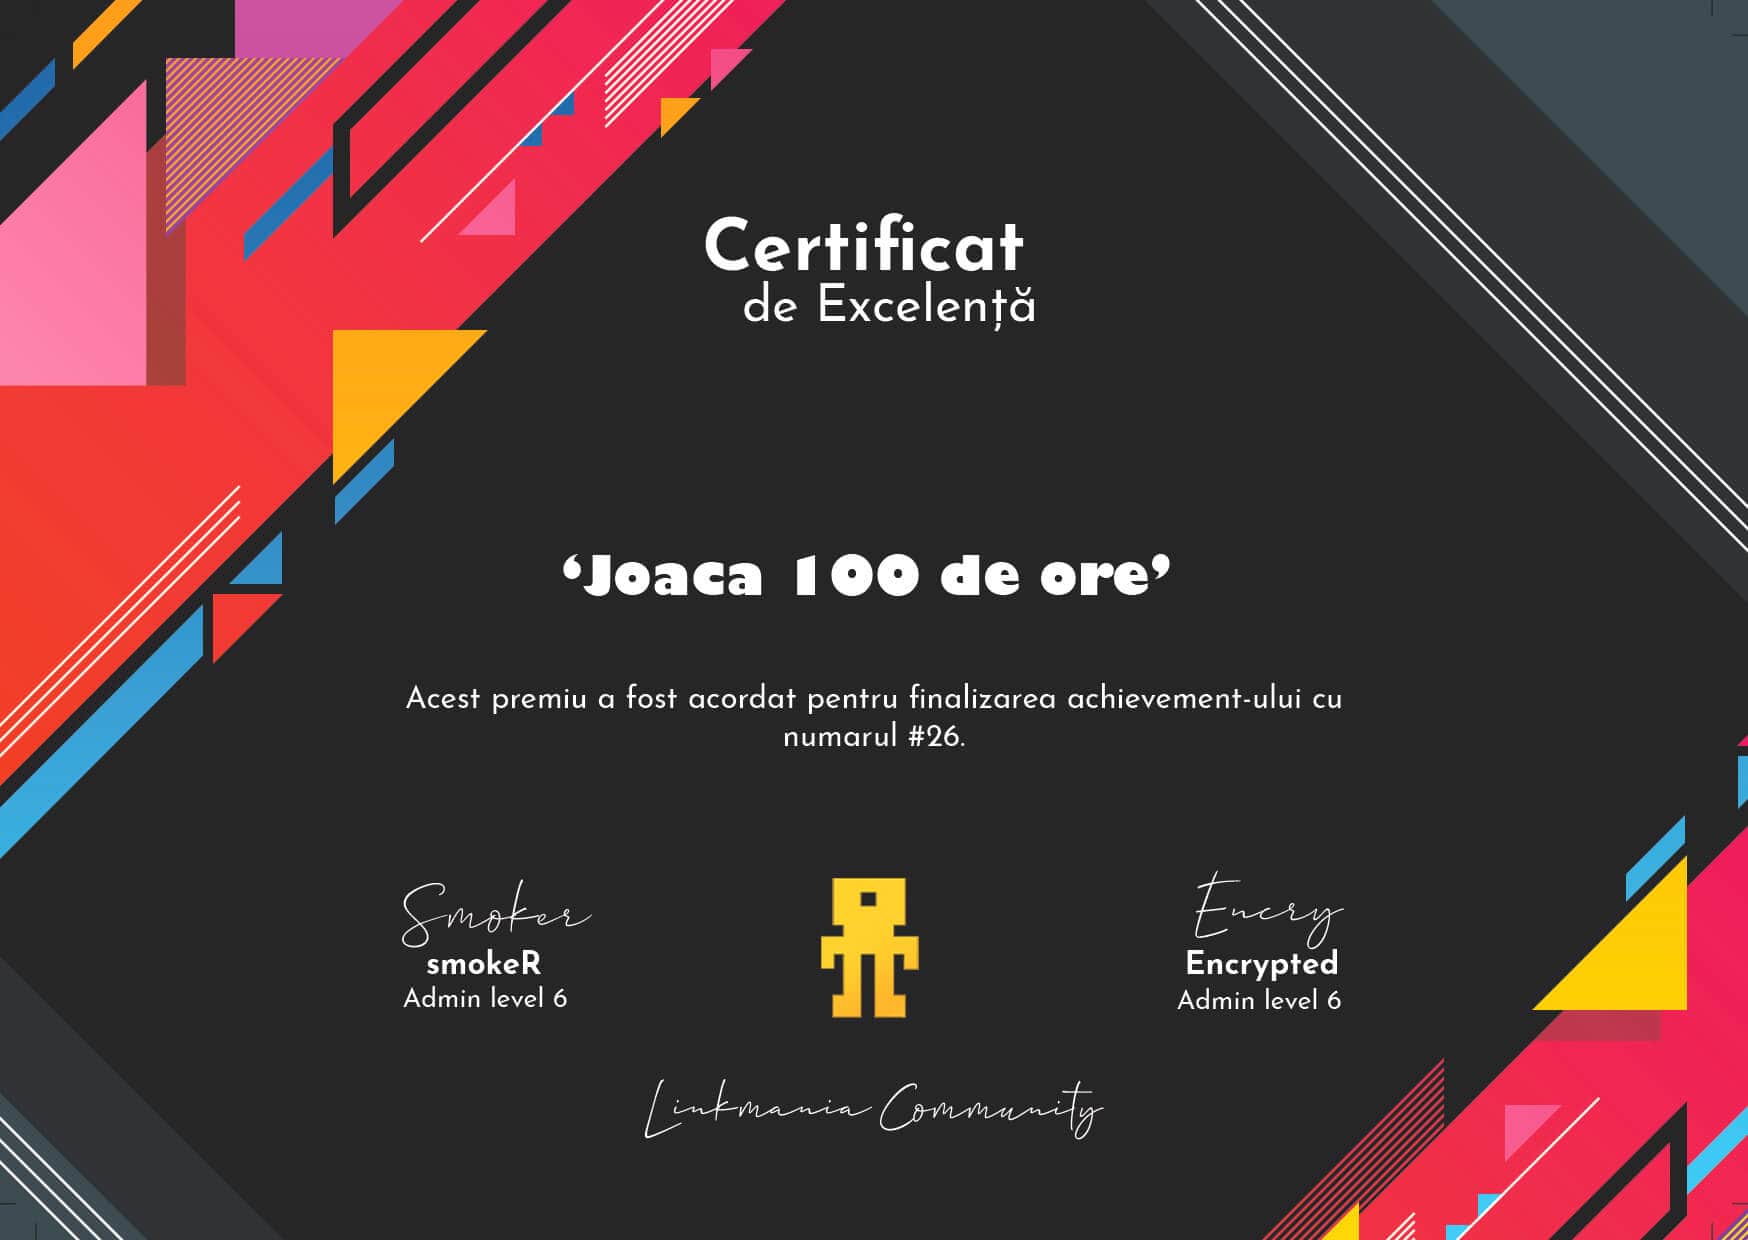 Certificat
de Excelență
‘Joaca 100 de ore’
Acest premiu a fost acordat pentru finalizarea achievement-ului cu
numarul #26.
Smoker
smokeR
Admin level 6
Encry
Encrypted
Admin level 6
Linkmania Community